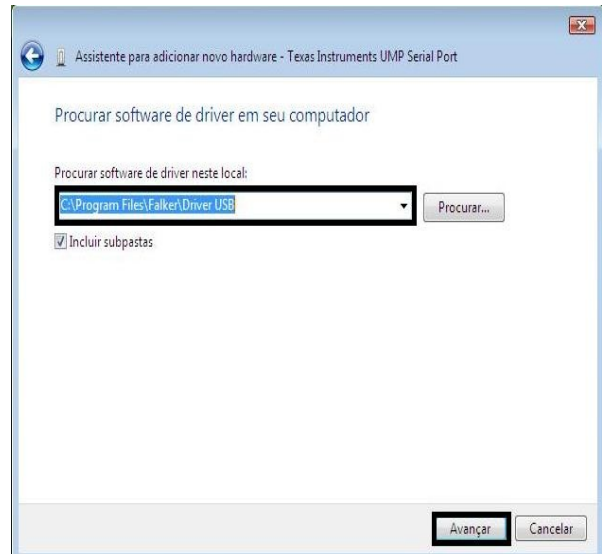 Assistente para adicionar novo hardware - Texas Instruments UMP Serial Port
Procurar software de driver em seu computador
Procurar software de driver neste local:
C:\Program Files\Falker\Driver USB
Procurar...
Incluir subpastas
Avançar
Cancelar